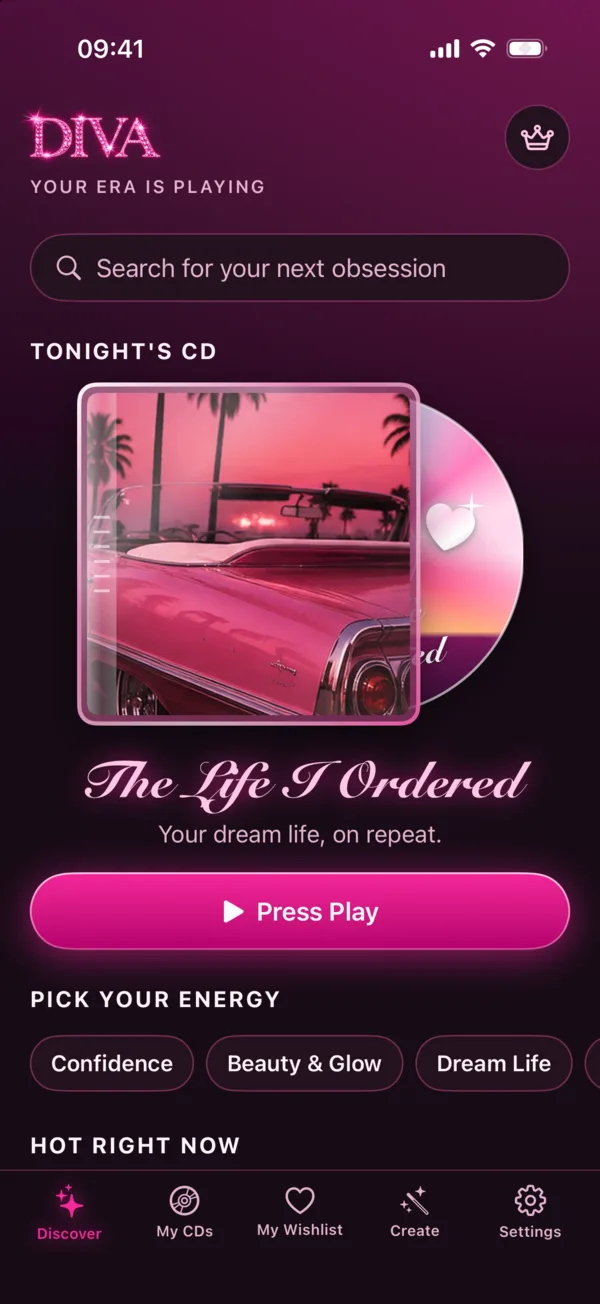 09:41
DIVA
YOUR ERA IS PLAYING
Search for your next obsession
TONIGHT'S CD
ed
The Life I Ordered
Your dream life, on repeat.
Press Play
PICK YOUR ENERGY
Confidence
Beauty & Glow
Dream Life
HOT RIGHT NOW
Discover
My CDs
My Wishlist
Create
Settings